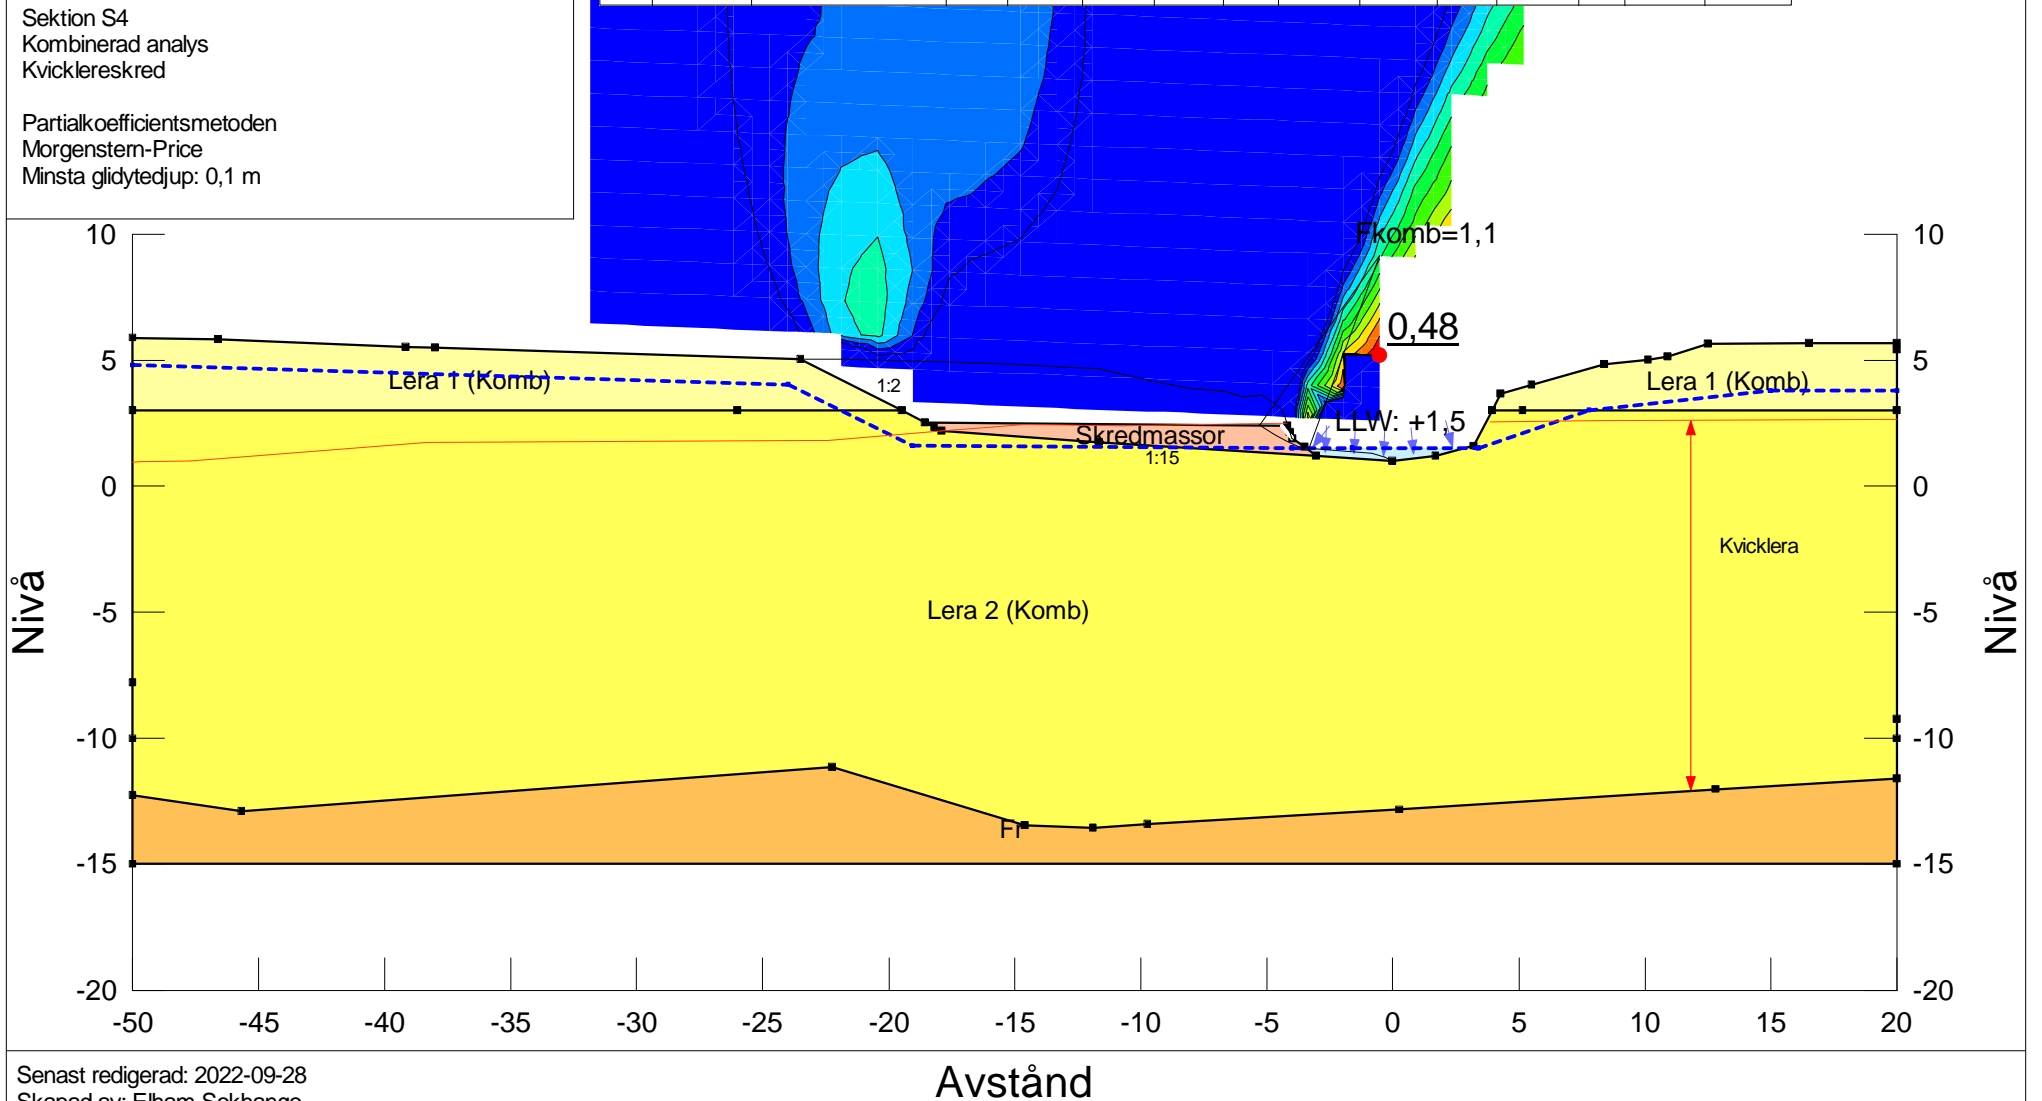 Sektion S4
Kombinerad analys
Kvicklereskred
Partialkoefficientsmetoden
Morgenstern-Price
Minsta glidytedjup: 0,1 m
Fkomb=1,1
0,48
10
10
5
5
Lera 1 (Komb)
1:2
Lera 1 (Komb)
LLW: +1,5
Skredmassor
1:15
0
0
Kvicklera
Nivå
Nivå
-5
-5
Lera 2 (Komb)
-10
-10
Fr
-15
-15
-20
-20
-50 -45 -40 -35 -30 -25 -20 -15 -10 -5 0 5 10 15 20
Avstånd
Senast redigerad: 2022-09-28
Skapad av: Elham